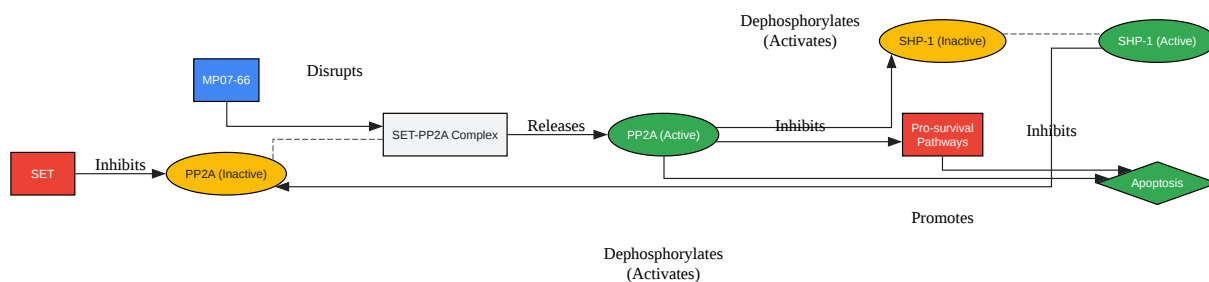 Dephosphorylates
(Activates)
SHP-1 (Inactive)
SHP-1 (Active)
MP07-66
Disrupts
SET-PP2A Complex
Releases
PP2A (Active)
Inhibits
Pro-survival
Pathways
Inhibits
SET
Inhibits
PP2A (Inactive)
Apoptosis
Promotes
Dephosphorylates
(Activates)